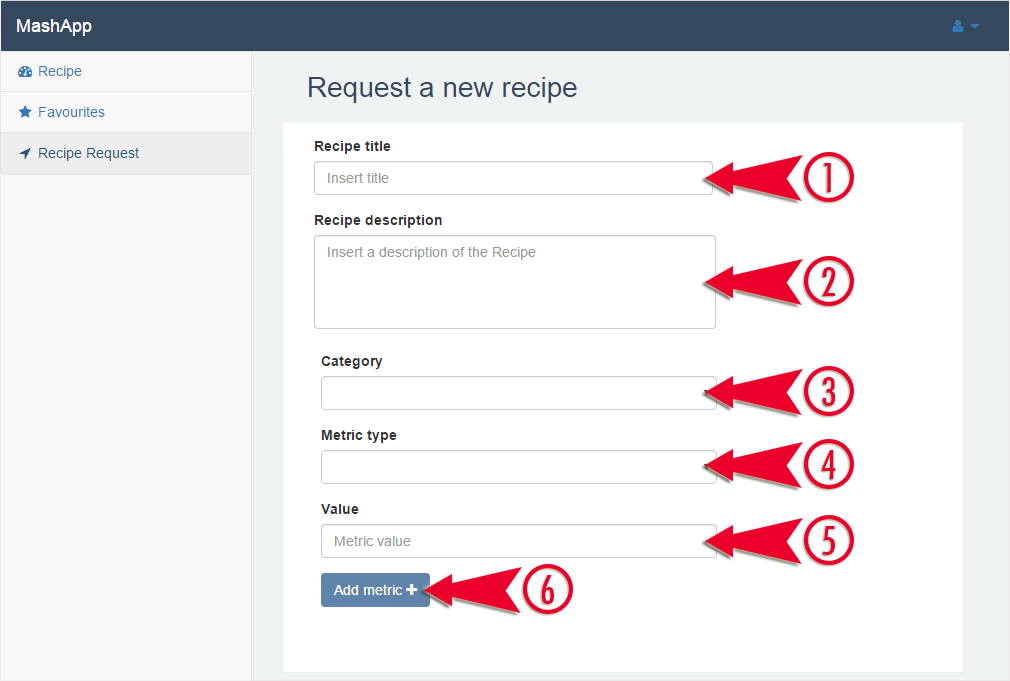 MashApp
Recipe
Favourites
Recipe Request
Request a new recipe
Recipe title
Insert title
1
Recipe description
Insert a description of the Recipe
2
Category
3
Metric type
4
Value
Metric value
5
Add metric
6